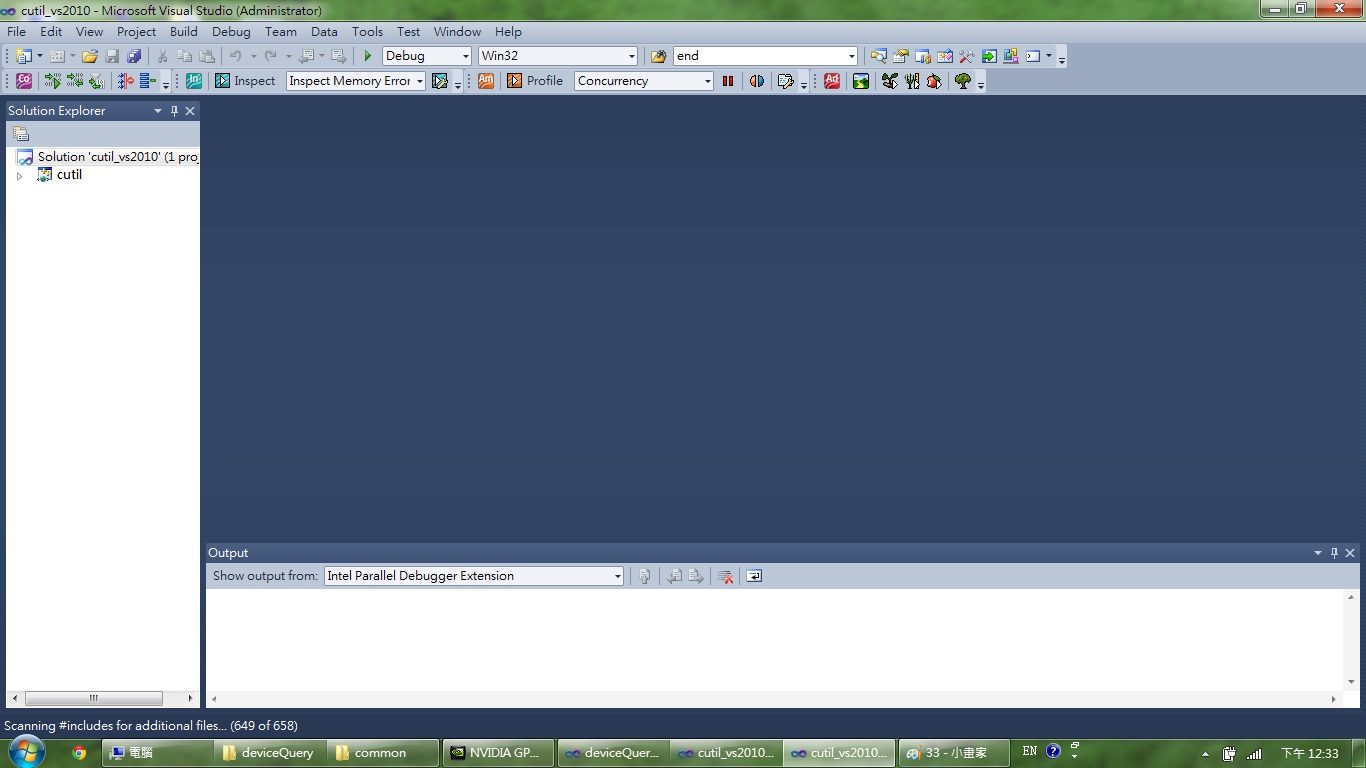 cutil_vs2010 - Microsoft Visual Studio (Administrator)
File Edit View Project Build Debug Team Data Tools Test Window Help
Debug Win32 end
Inspect Inspect Memory Error Profile Concurrency
Solution Explorer
Solution 'cutil_vs2010' (1 pro
cutil
Output
Show output from: Intel Parallel Debugger Extension
Scanning #includes for additional files... (649 of 658)
電腦 deviceQuery common NVIDIA GP... deviceQuer... cutil_vs2010... cutil_vs2010... 33 - 小畫家 EN 下午 12:33